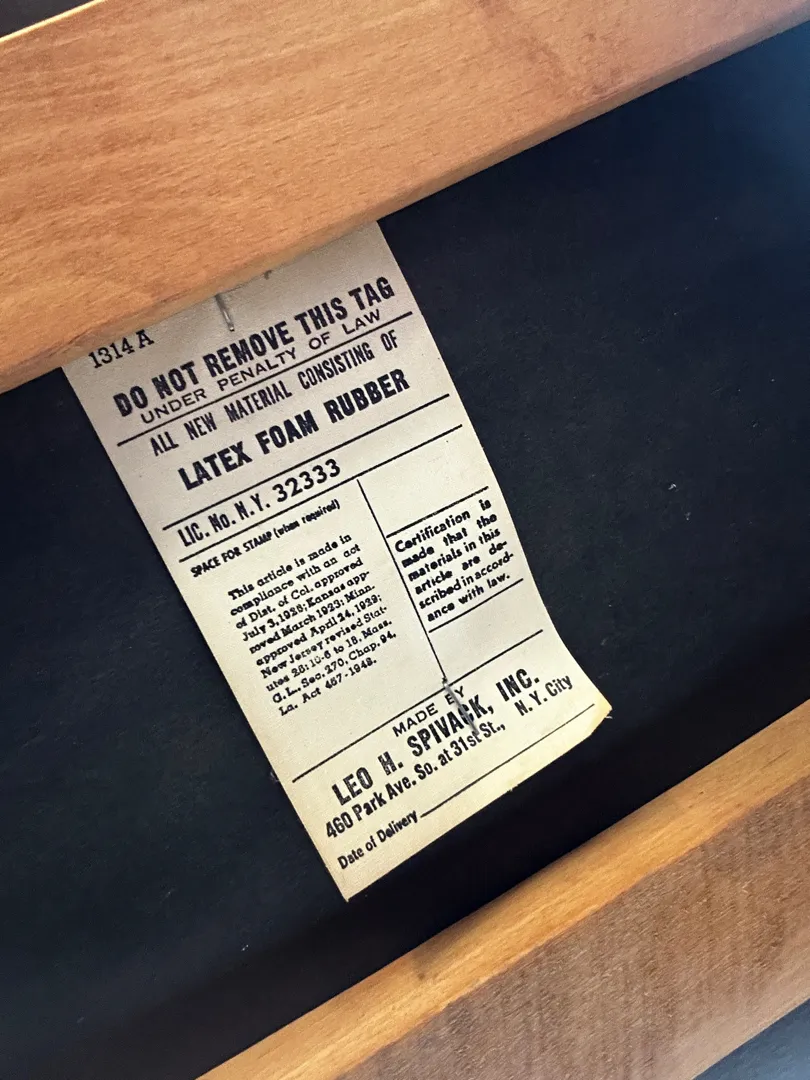 1314 A
DO NOT REMOVE THIS TAG
UNDER PENALTY OF LAW
ALL NEW MATERIAL CONSISTING OF
LATEX FOAM RUBBER
LIC. No. N.Y. 32333
SPACE FOR STAMP (when required)
This article is made in
compliance with an act
of Dist. of Col. approved
July 3, 1926; Kansas ap-
proved March 1923; Minn.
approved April 24, 1929;
New Jersey revised Stat-
utes 26:10-6 to 18, Mass.
G.L., Sec. 270, Chap. 94,
La. Act 467-1948.
Certification is
made that the
materials in this
article are de-
scribed in accord-
ance with law.
MADE BY
LEO H. SPIVACK, INC.
460 Park Ave. So. at 31st St., N.Y. City
Date of Delivery